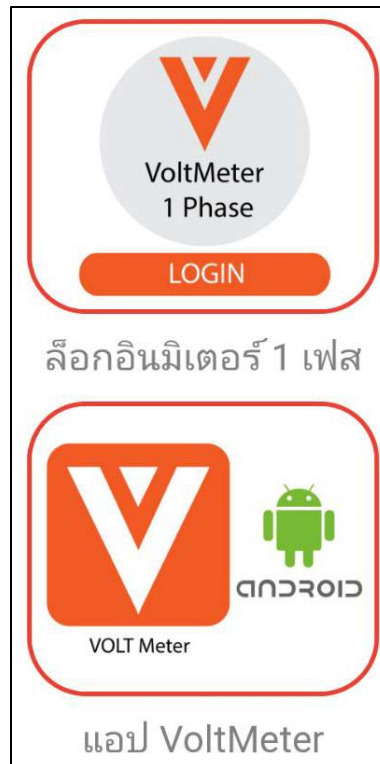 VoltMeter
1 Phase
LOGIN
ล็อกอินมิเตอร์ 1 เฟส
VOLT Meter
ANDROID
แอป VoltMeter